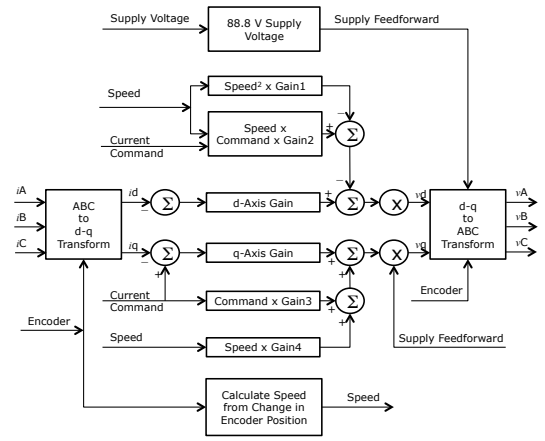 Supply Voltage
88.8 V Supply
Voltage
Supply Feedforward
Speed² x Gain1
Speed
Speed x
Command x Gain2
Current
Command
−
+
Σ
−
iA
iB
iC
ABC
to
d-q
Transform
id
−
Σ
d-Axis Gain
+
Σ
x
vd
iq
−
+
Σ
q-Axis Gain
+
+
Σ
x
vq
d-q
to
ABC
Transform
vA
vB
vC
Current
Command
Command x Gain3
+
+
Σ
Encoder
Encoder
Speed
Speed x Gain4
Supply Feedforward
Calculate Speed
from Change in
Encoder Position
Speed